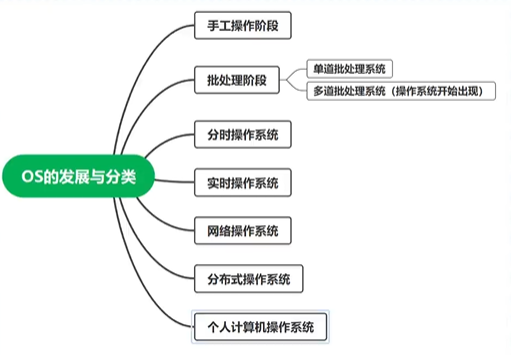 手工操作阶段
批处理阶段
单道批处理系统
多道批处理系统（操作系统开始出现）
分时操作系统
OS的发展与分类
实时操作系统
网络操作系统
分布式操作系统
个人计算机操作系统